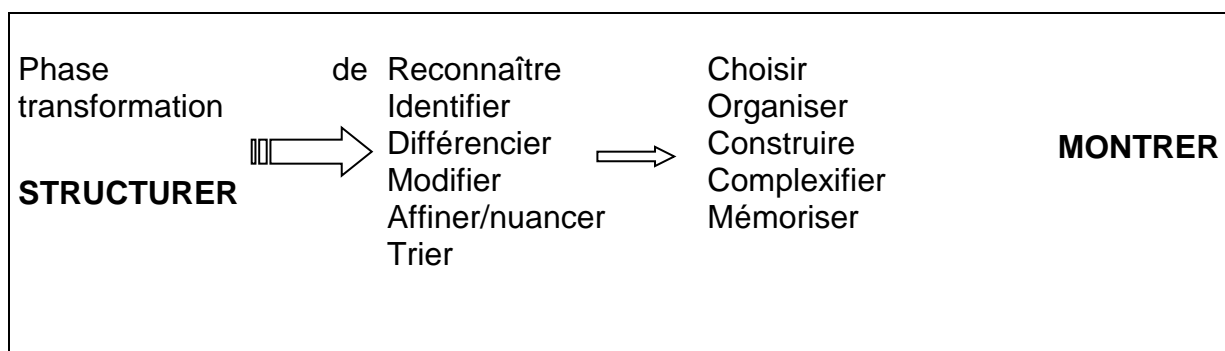 Phase de
transformation
STRUCTURER
Reconnaître
Identifier
Différencier
Modifier
Affiner/nuancer
Trier
Choisir
Organiser
Construire
Complexifier
Mémoriser
MONTRER